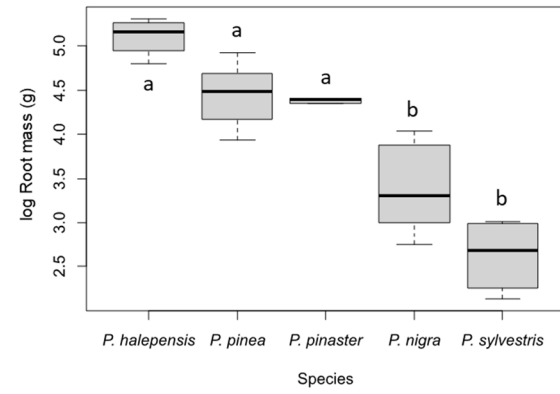 log Root mass (g)
5.0
4.5
4.0
3.5
3.0
2.5
a
a
a
b
b
P. halepensis P. pinea P. pinaster P. nigra P. sylvestris
Species